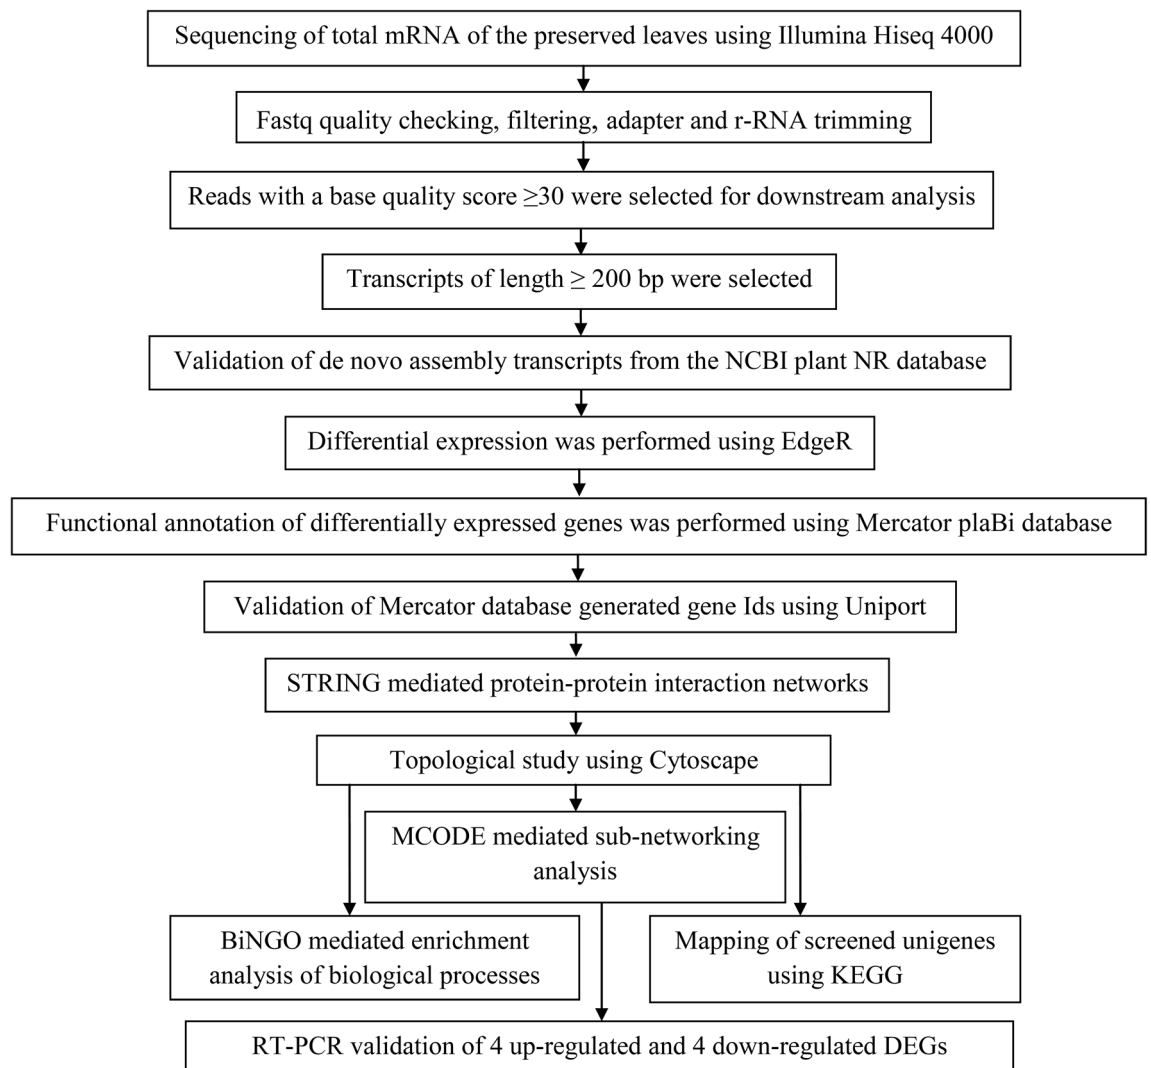 Sequencing of total mRNA of the preserved leaves using Illumina Hiseq 4000
Fastq quality checking, filtering, adapter and r-RNA trimming
Reads with a base quality score ≥30 were selected for downstream analysis
Transcripts of length ≥ 200 bp were selected
Validation of de novo assembly transcripts from the NCBI plant NR database
Differential expression was performed using EdgeR
Functional annotation of differentially expressed genes was performed using Mercator plaBi database
Validation of Mercator database generated gene Ids using Uniport
STRING mediated protein-protein interaction networks
Topological study using Cytoscape
MCODE mediated sub-networking
analysis
BiNGO mediated enrichment
analysis of biological processes
Mapping of screened unigenes
using KEGG
RT-PCR validation of 4 up-regulated and 4 down-regulated DEGs